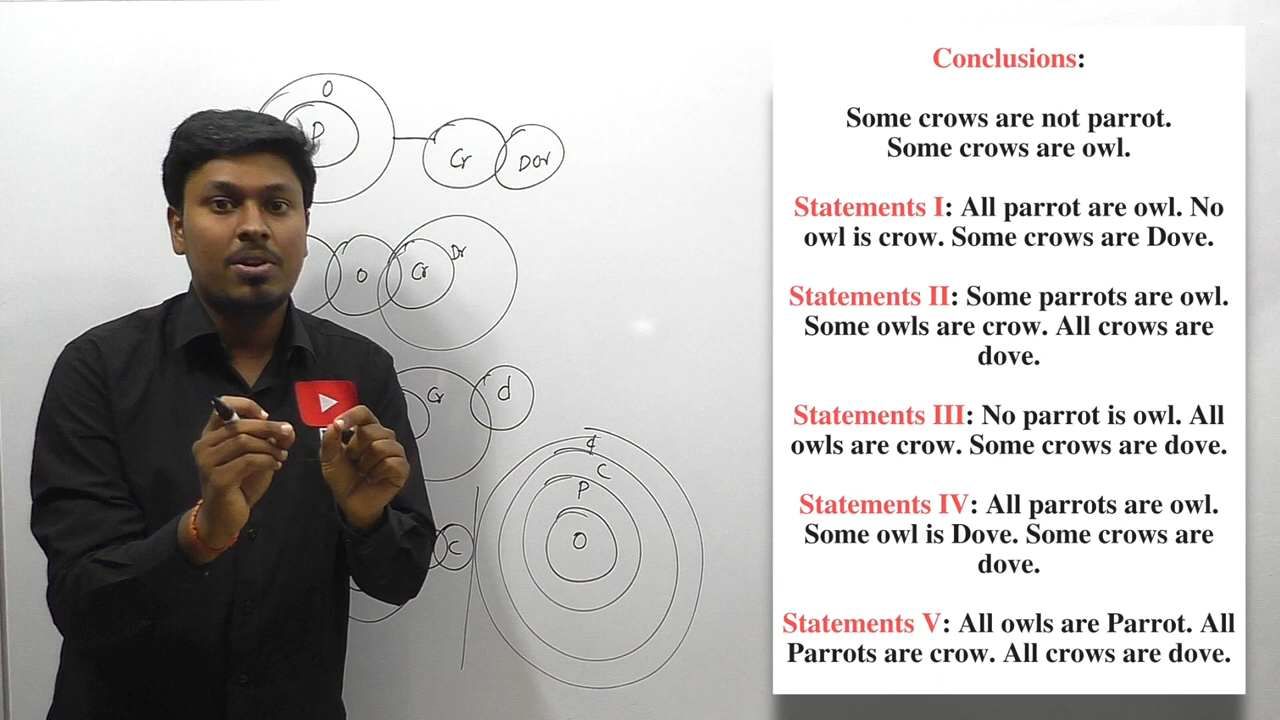 O
P
Cr
Dov
O
Cr
Dr
Cr
d
¢
C
P
O
C
Conclusions:
Some crows are not parrot.
Some crows are owl.
Statements I: All parrot are owl. No
owl is crow. Some crows are Dove.
Statements II: Some parrots are owl.
Some owls are crow. All crows are
dove.
Statements III: No parrot is owl. All
owls are crow. Some crows are dove.
Statements IV: All parrots are owl.
Some owl is Dove. Some crows are
dove.
Statements V: All owls are Parrot. All
Parrots are crow. All crows are dove.